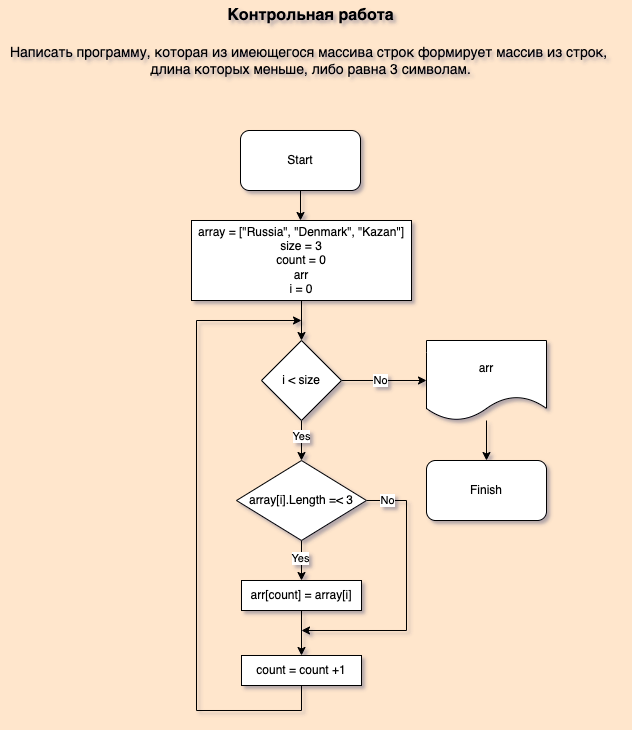 Контрольная работа
Написать программу, которая из имеющегося массива строк формирует массив из строк,
длина которых меньше, либо равна 3 символам.
Start
array = ["Russia", "Denmark", "Kazan"]
size = 3
count = 0
arr
i = 0
i < size
No
arr
Yes
Finish
array[i].Length =< 3
No
Yes
arr[count] = array[i]
count = count +1